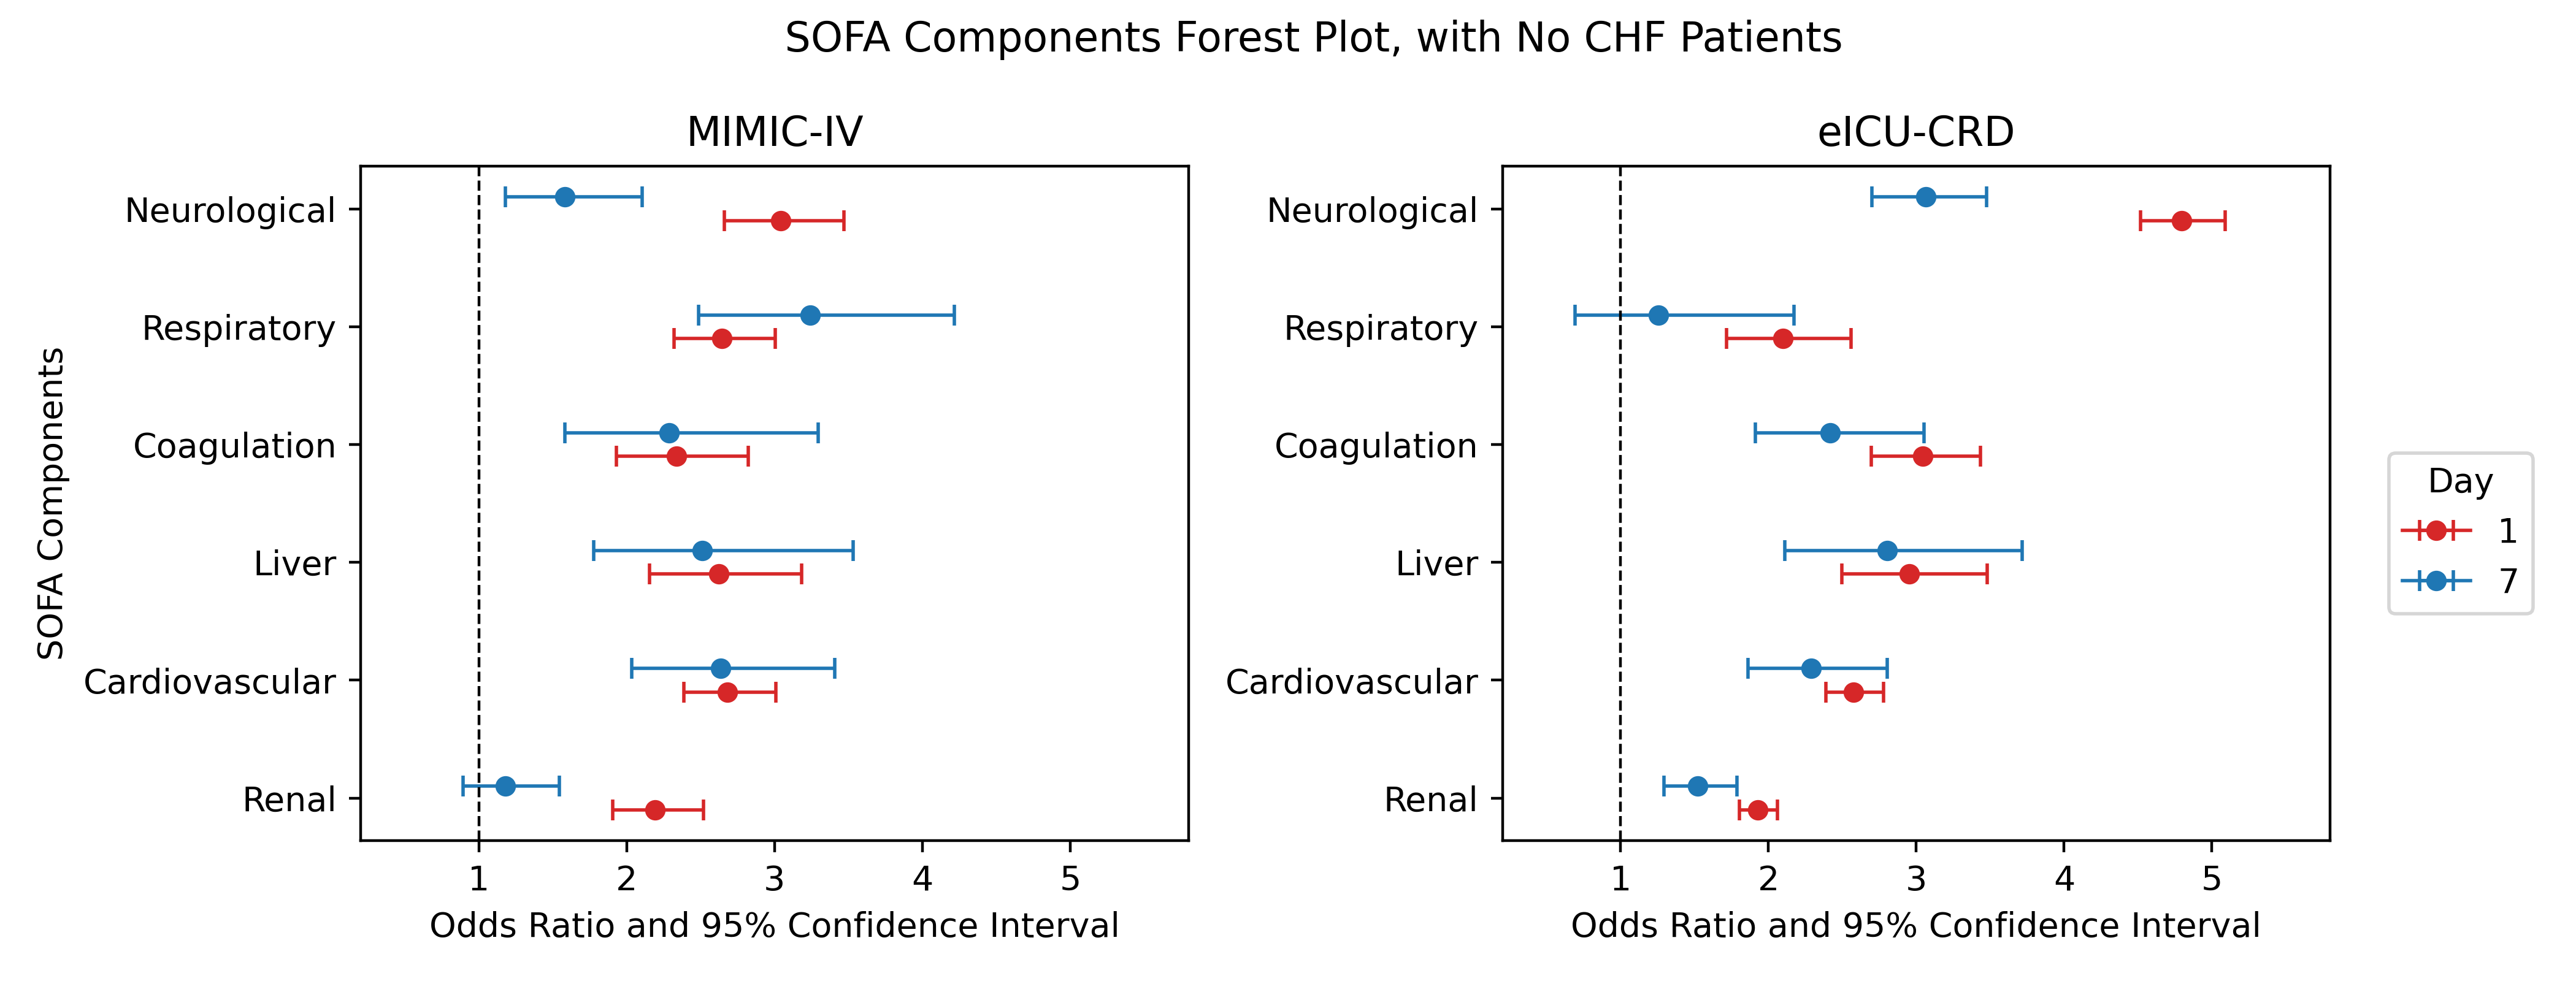 SOFA Components Forest Plot, with No CHF Patients
MIMIC-IV
SOFA Components
Neurological
Respiratory
Coagulation
Liver
Cardiovascular
Renal
1 2 3 4 5
Odds Ratio and 95% Confidence Interval
eICU-CRD
Neurological
Respiratory
Coagulation
Liver
Cardiovascular
Renal
1 2 3 4 5
Odds Ratio and 95% Confidence Interval
Day
1
7